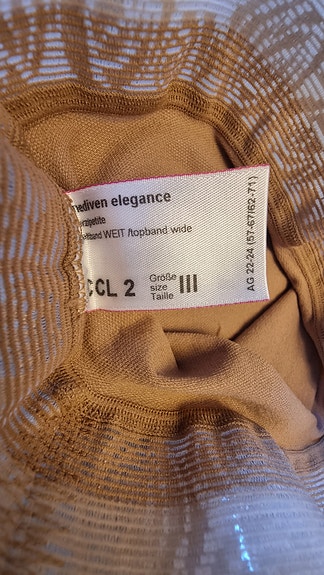 mediven elegance
Haftband WEIT /topband wide
CCL 2
Größe
size
Taille
III
AG 22-24 (57-67/62-71)